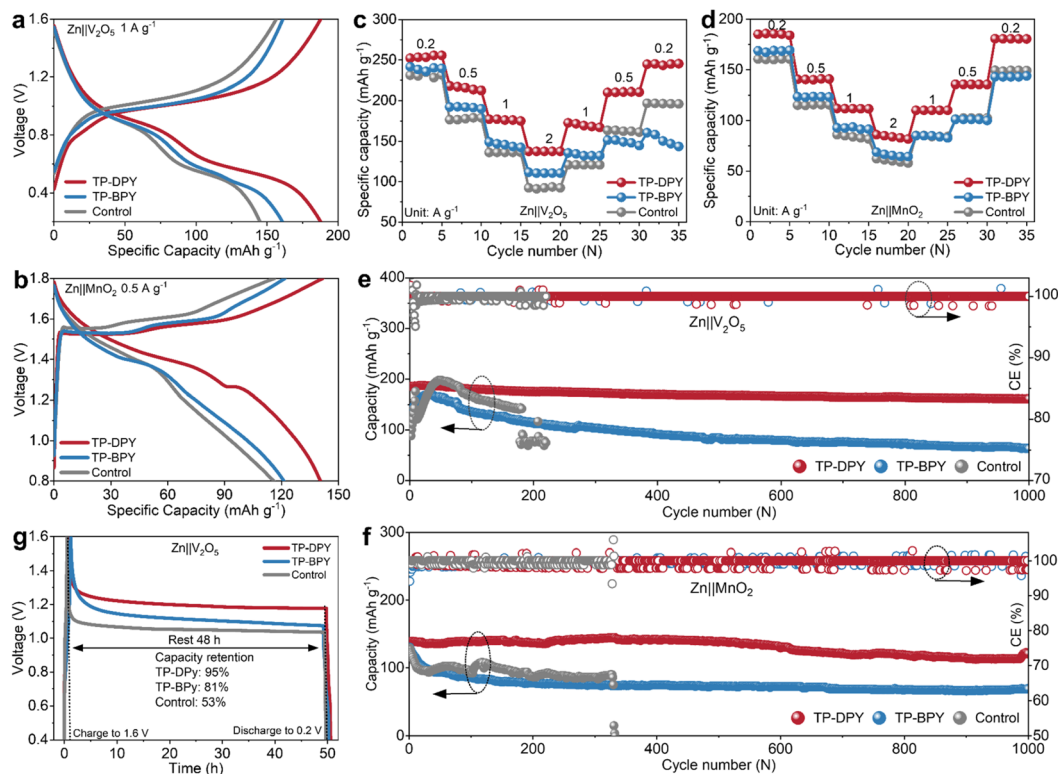 a
Zn||V2O5 1 A g-1
1.6
1.2
0.8
0.4
Voltage (V)
TP-DPY
TP-BPY
Control
0 50 100 150 200
Specific Capacity (mAh g-1)
c
300
250
200
150
100
50
Specific capacity (mAh g-1)
0.2
0.5
1
2
1
0.5
0.2
TP-DPY
TP-BPY
Control
Unit: A g-1
Zn||V2O5
0 5 10 15 20 25 30 35
Cycle number (N)
d
200
150
100
50
0
Specific capacity (mAh g-1)
0.2
0.5
1
2
1
0.5
0.2
TP-DPY
TP-BPY
Control
Unit: A g-1
Zn||MnO2
0 5 10 15 20 25 30 35
Cycle number (N)
b
Zn||MnO2 0.5 A g-1
1.8
1.6
1.4
1.2
1.0
0.8
Voltage (V)
TP-DPY
TP-BPY
Control
0 30 60 90 120 150
Specific Capacity (mAh g-1)
e
400
350
300
250
200
150
100
50
0
Capacity (mAh g-1)
Zn||V2O5
100
95
90
85
80
75
70
CE (%)
TP-DPY
TP-BPY
Control
0 200 400 600 800 1000
Cycle number (N)
g
Zn||V2O5
1.6
1.4
1.2
1.0
0.8
0.6
0.4
Voltage (V)
TP-DPY
TP-BPY
Control
Rest 48 h
Capacity retention
TP-DPy: 95%
TP-BPy: 81%
Control: 53%
Charge to 1.6 V
Discharge to 0.2 V
0 10 20 30 40 50
Time (h)
f
300
250
200
150
100
50
0
Capacity (mAh g-1)
Zn||MnO2
100
90
80
70
60
50
CE (%)
TP-DPY
TP-BPY
Control
0 200 400 600 800 1000
Cycle number (N)